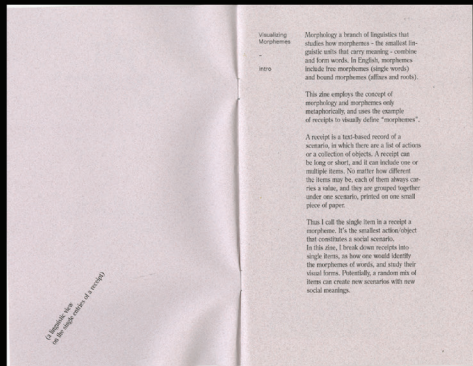 (a linguistic view
on the single entries of a receipt)
Visualising
Morphemes
–
Intro
Morphology a branch of linguistics that
studies how morphemes - the smallest lin-
guistic units that carry meaning - combine
and form words. In English, morphemes
include free morphemes (single words)
and bound morphemes (affixes and roots).
This zine employs the concept of
morphology and morphemes only
metaphorically, and uses the example
of receipts to visually define "morphemes".
A receipt is a text-based record of a
scenario, in which there are a list of actions
or a collection of objects. A receipt can
be long or short, and it can include one or
multiple items. No matter how different
the items may be, each of them always car-
ries a value, and they are grouped together
under one scenario, printed on one small
piece of paper.
Thus I call the single item in a receipt a
morpheme. It's the smallest action/object
that constitutes a social scenario.
In this zine, I break down receipts into
single items, as how one would identify
the morphemes of words, and study their
visual forms. Potentially, a random mix of
items can create new scenarios with new
social meanings.